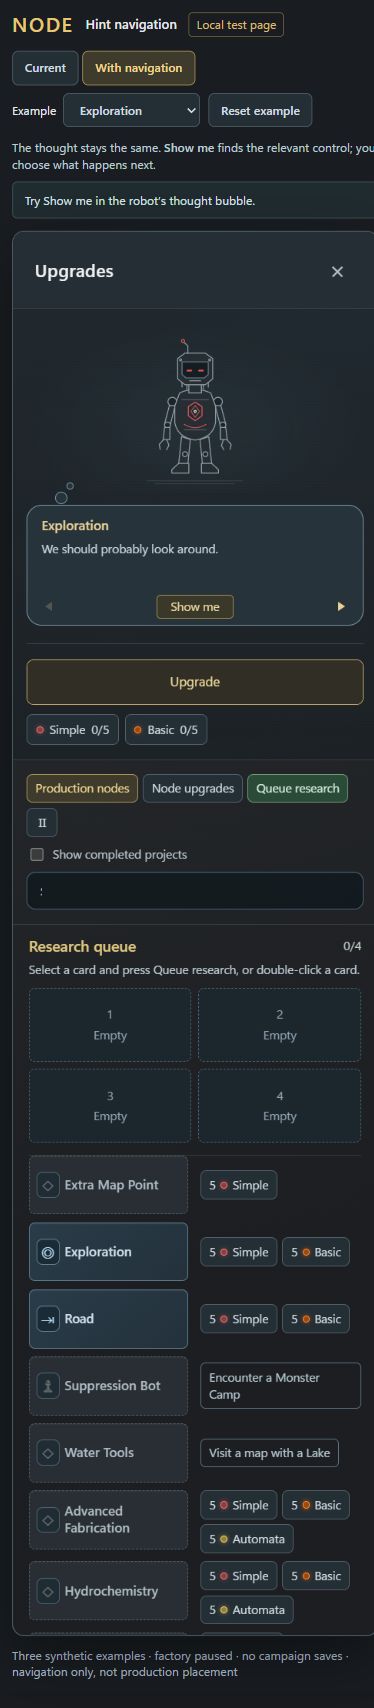 NODE Hint navigation Local test page
Current With navigation
Example Exploration Reset example
The thought stays the same. Show me finds the relevant control; you
choose what happens next.
Try Show me in the robot's thought bubble.
Upgrades
Exploration
We should probably look around.
Show me
Upgrade
Simple 0/5 Basic 0/5
Production nodes Node upgrades Queue research
II
Show completed projects
Research queue 0/4
Select a card and press Queue research, or double-click a card.
1 2
Empty Empty
3 4
Empty Empty
Extra Map Point 5 Simple
Exploration 5 Simple 5 Basic
Road 5 Simple 5 Basic
Suppression Bot Encounter a Monster
Camp
Water Tools Visit a map with a Lake
Advanced
Fabrication 5 Simple 5 Basic
5 Automata
Hydrochemistry 5 Simple 5 Basic
5 Automata
Three synthetic examples · factory paused · no campaign saves ·
navigation only, not production placement